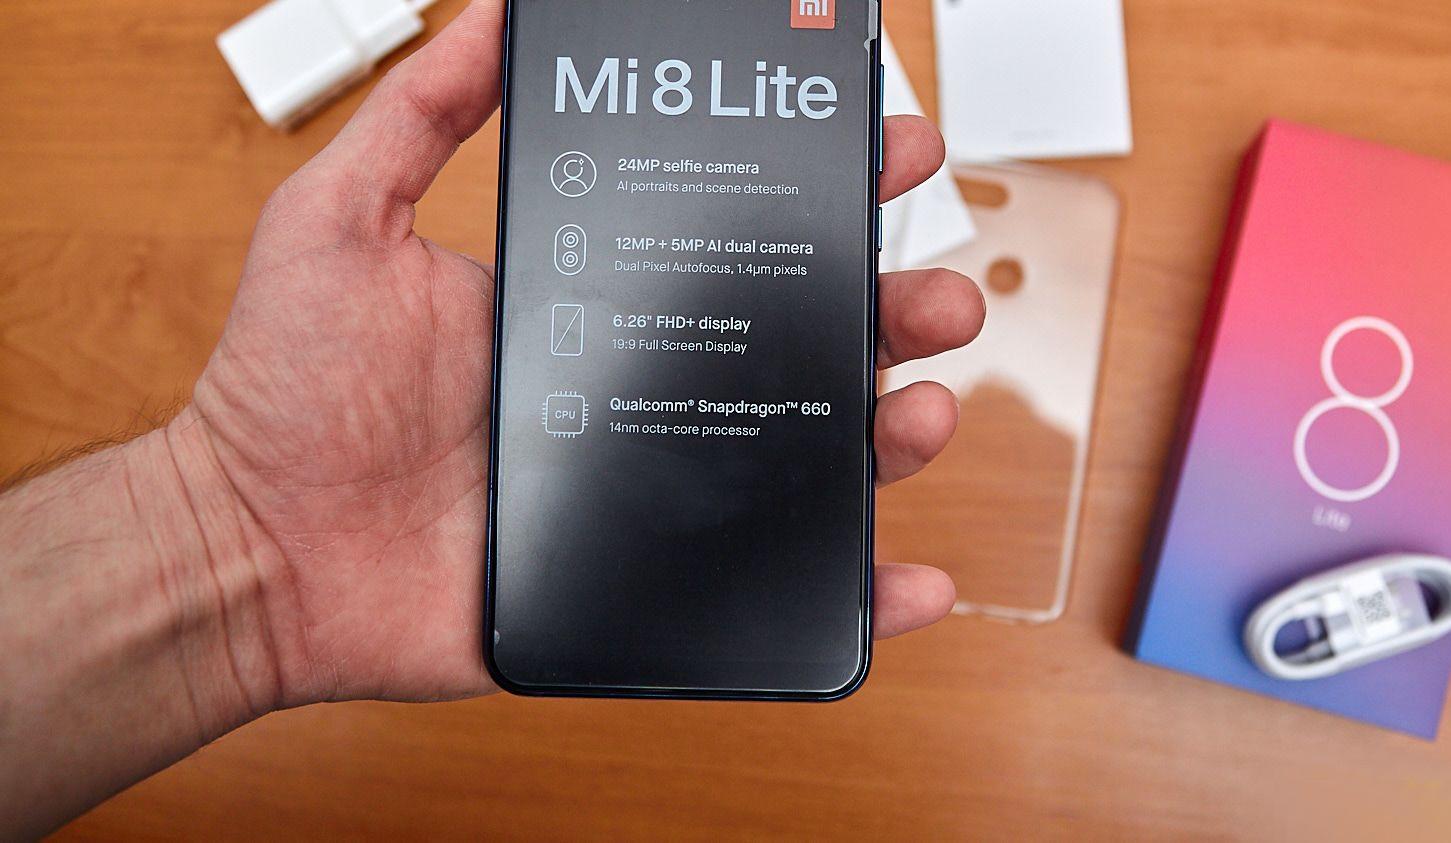 mi
Mi 8 Lite
24MP selfie camera
AI portraits and scene detection
12MP + 5MP AI dual camera
Dual Pixel Autofocus, 1.4µm pixels
6.26" FHD+ display
19:9 Full Screen Display
CPU
Qualcomm® Snapdragon™ 660
14nm octa-core processor
8
Lite